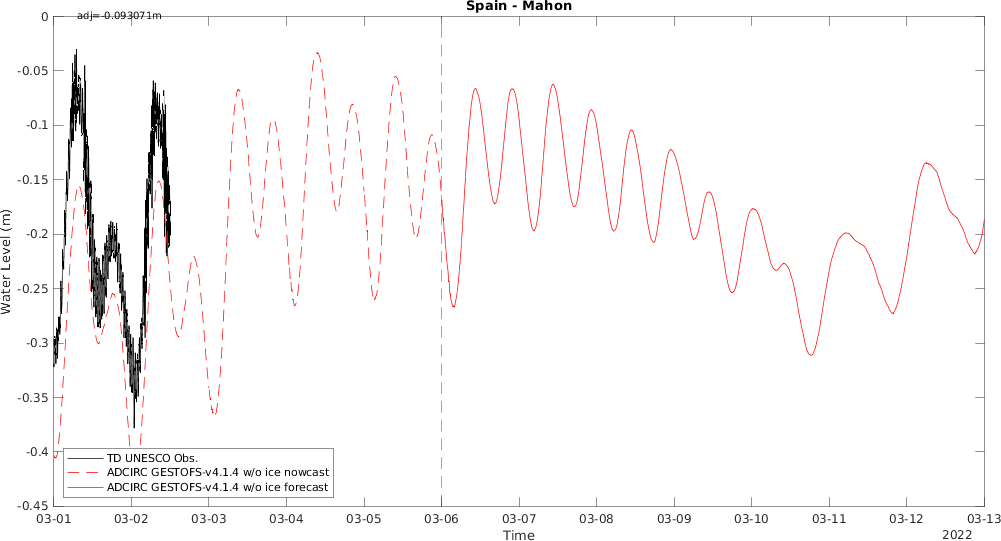 Spain - Mahon
adj=-0.093071m
0
-0.05
-0.1
-0.15
-0.2
-0.25
-0.3
-0.35
-0.4
-0.45
Water Level (m)
TD UNESCO Obs.
ADCIRC GESTOFS-v4.1.4 w/o ice nowcast
ADCIRC GESTOFS-v4.1.4 w/o ice forecast
03-01 03-02 03-03 03-04 03-05 03-06 03-07 03-08 03-09 03-10 03-11 03-12 03-13
Time
2022